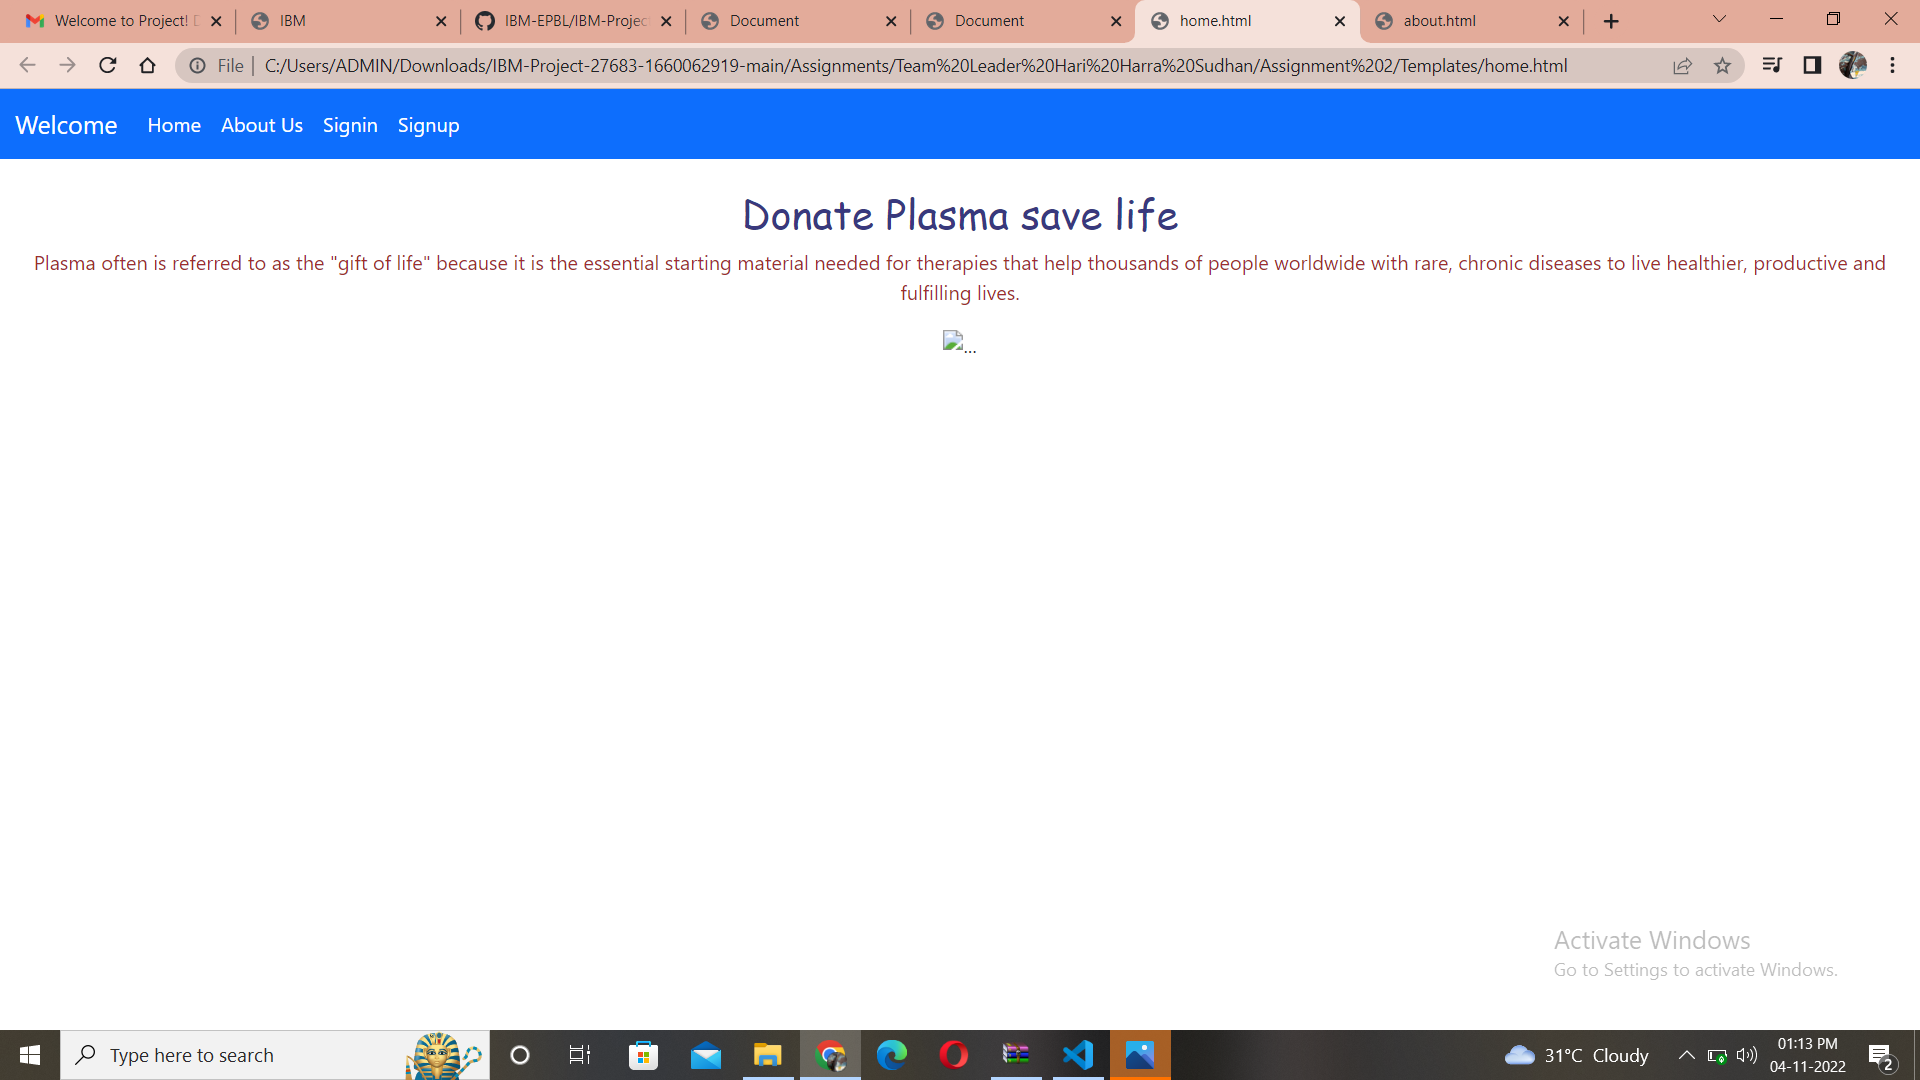 Welcome to Project! D
IBM
IBM-EPBL/IBM-Project
Document
Document
home.html
about.html
File
C:/Users/ADMIN/Downloads/IBM-Project-27683-1660062919-main/Assignments/Team%20Leader%20Hari%20Harra%20Sudhan/Assignment%202/Templates/home.html
Welcome
Home
About Us
Signin
Signup
Donate Plasma save life
Plasma often is referred to as the "gift of life" because it is the essential starting material needed for therapies that help thousands of people worldwide with rare, chronic diseases to live healthier, productive and
fulfilling lives.
...
Activate Windows
Go to Settings to activate Windows.
Type here to search
31°C Cloudy
01:13 PM
04-11-2022
2